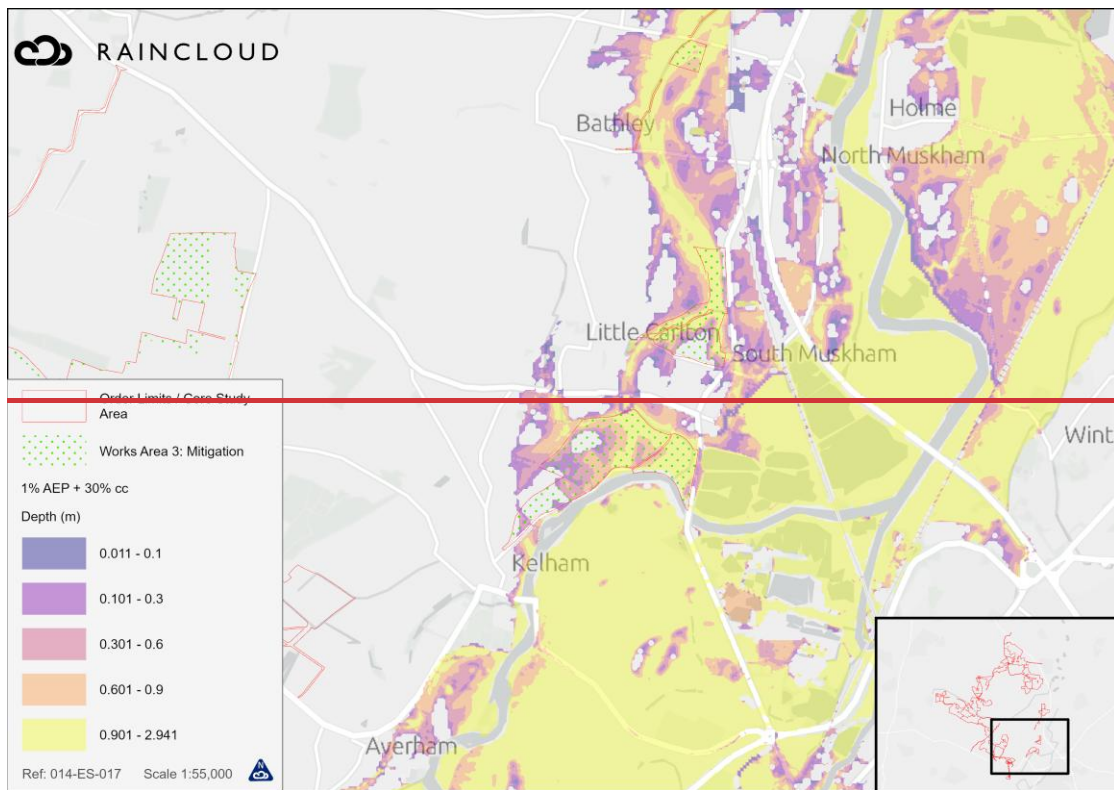 RAINCLOUD
Bathley
Holme
North Muskham
Little Carlton
South Muskham
Wint
Kelham
Averham
Order Limits / Core Study
Area
Works Area 3: Mitigation
1% AEP + 30% cc
Depth (m)
0.011 - 0.1
0.101 - 0.3
0.301 - 0.6
0.601 - 0.9
0.901 - 2.941
Ref: 014-ES-017 Scale 1:55,000
N